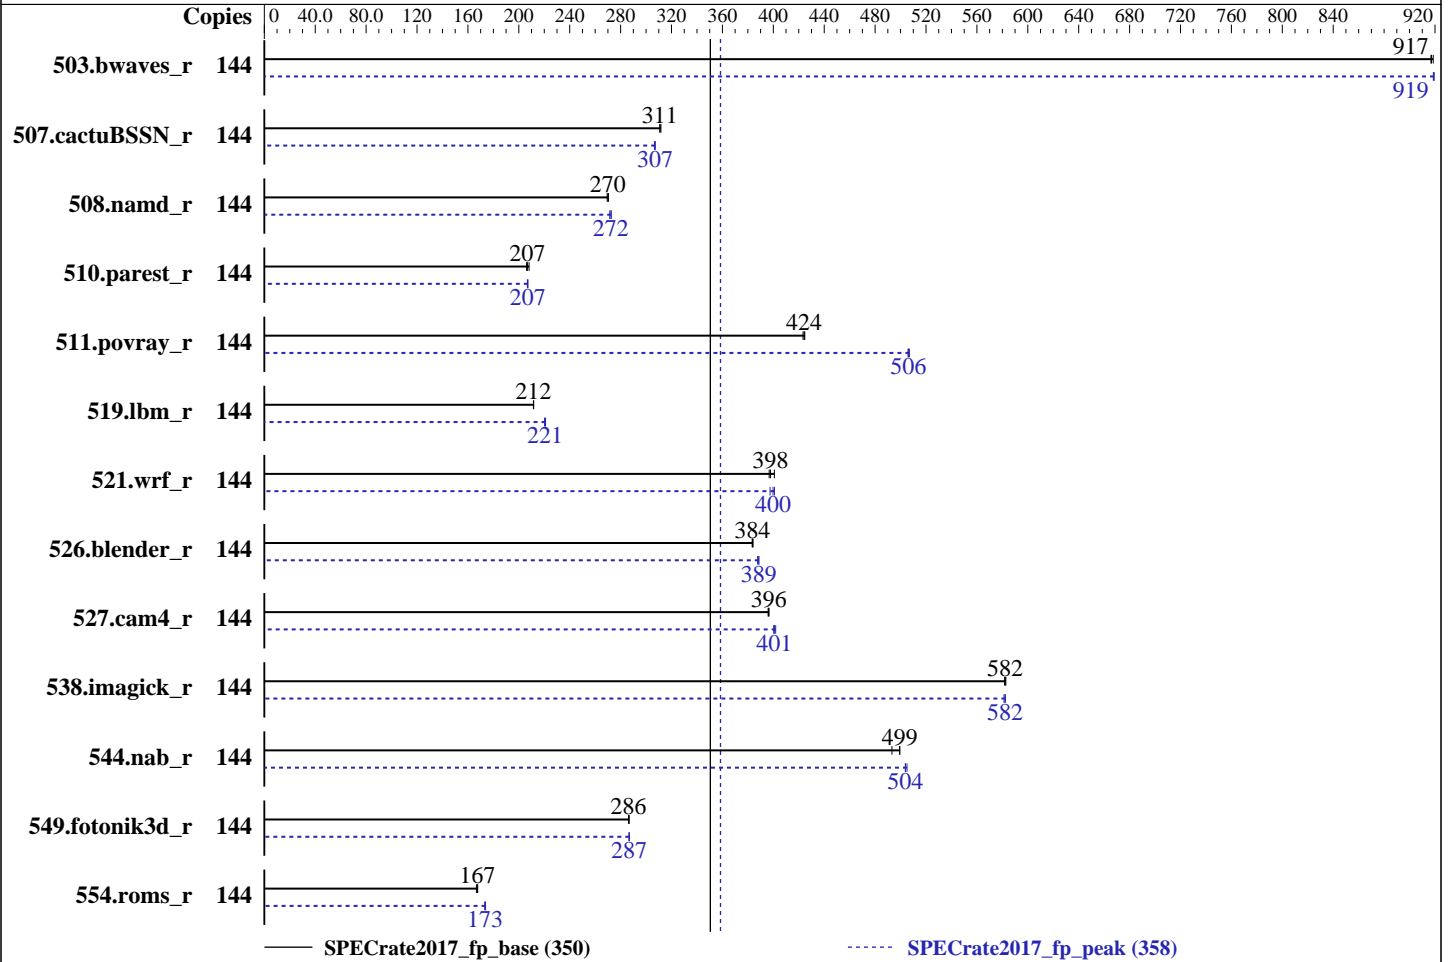 Copies 0 40.0 80.0 120 160 200 240 280 320 360 400 440 480 520 560 600 640 680 720 760 800 840 920
917
503.bwaves_r 144
919
311
507.cactuBSSN_r 144
307
270
508.namd_r 144
272
207
510.parest_r 144
207
424
511.povray_r 144
506
212
519.lbm_r 144
221
398
521.wrf_r 144
400
384
526.blender_r 144
389
396
527.cam4_r 144
401
582
538.imagick_r 144
582
499
544.nab_r 144
504
286
549.fotonik3d_r 144
287
167
554.roms_r 144
173
SPECrate2017_fp_base (350) SPECrate2017_fp_peak (358)